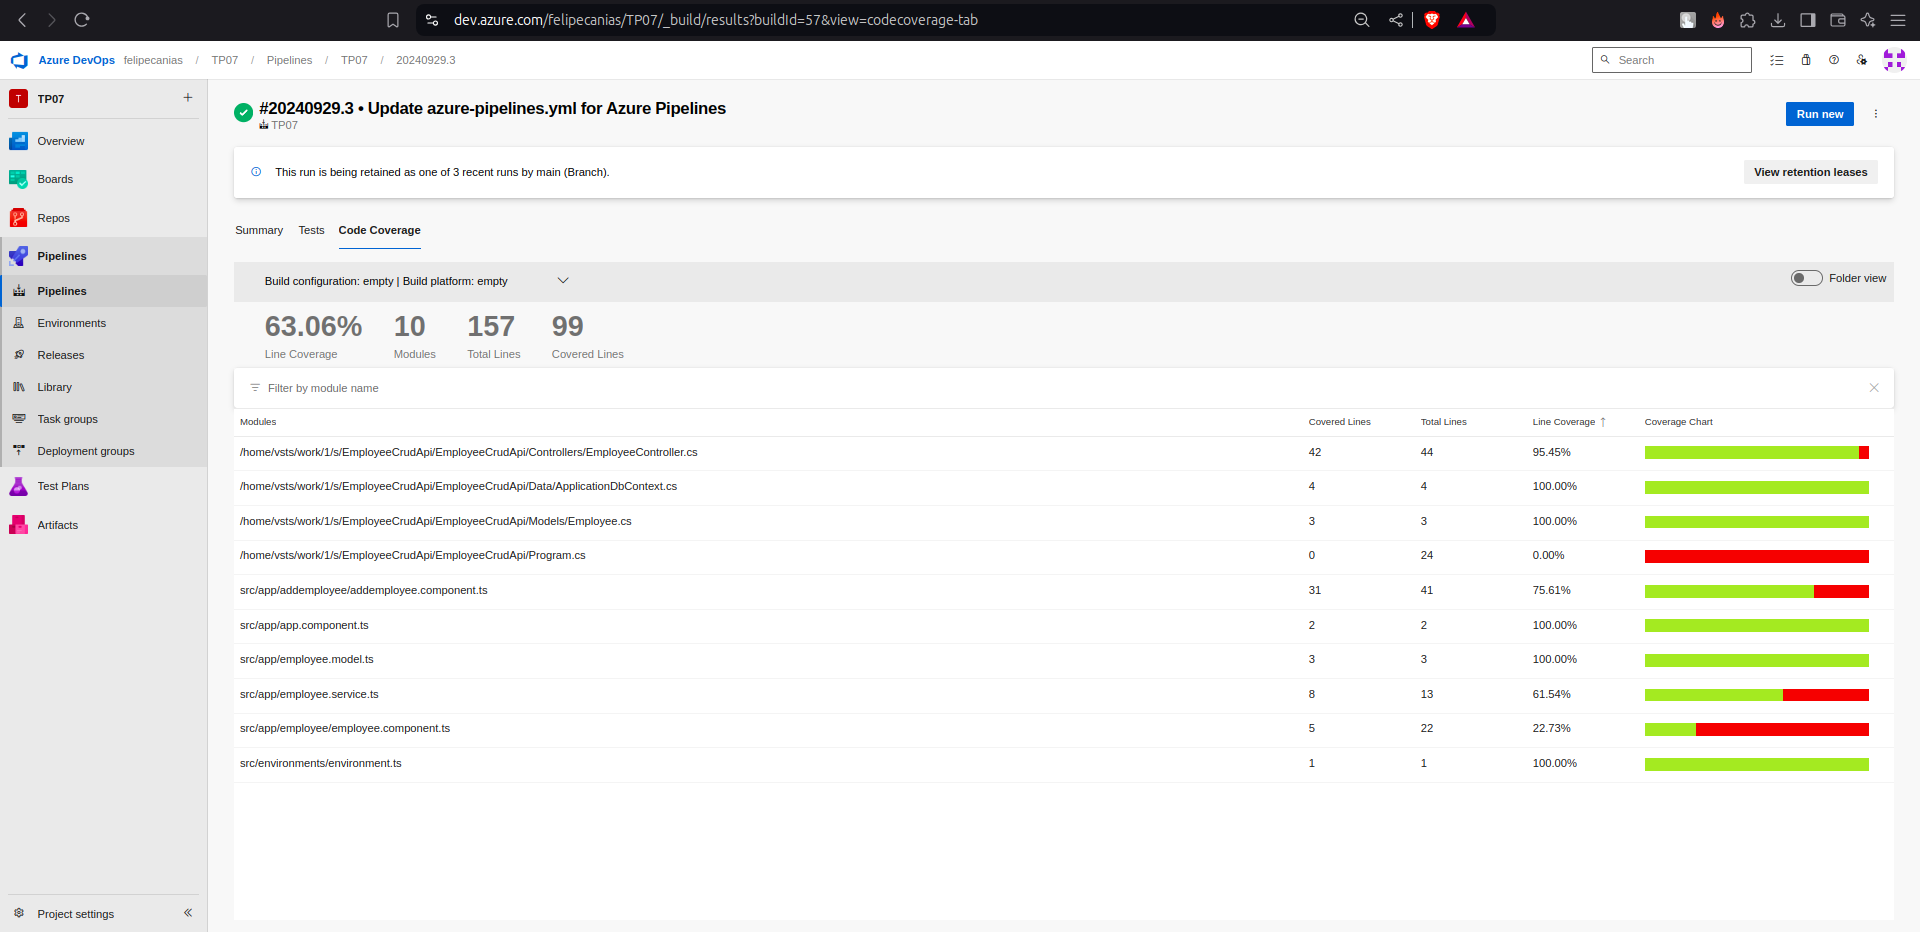 dev.azure.com/felipecanias/TP07/_build/results?buildId=57&view=codecoverage-tab
Azure DevOps felipecanias / TP07 / Pipelines / TP07 / 20240929.3
Search
T TP07 +
Overview
Boards
Repos
Pipelines
Pipelines
Environments
Releases
Library
Task groups
Deployment groups
Test Plans
Artifacts
Project settings
#20240929.3 • Update azure-pipelines.yml for Azure Pipelines
TP07
Run new
This run is being retained as one of 3 recent runs by main (Branch).
View retention leases
Summary Tests Code Coverage
Build configuration: empty | Build platform: empty
Folder view
63.06% 10 157 99
Line Coverage Modules Total Lines Covered Lines
Filter by module name
Modules Covered Lines Total Lines Line Coverage ↑ Coverage Chart
/home/vsts/work/1/s/EmployeeCrudApi/EmployeeCrudApi/Controllers/EmployeeController.cs 42 44 95.45%
/home/vsts/work/1/s/EmployeeCrudApi/EmployeeCrudApi/Data/ApplicationDbContext.cs 4 4 100.00%
/home/vsts/work/1/s/EmployeeCrudApi/EmployeeCrudApi/Models/Employee.cs 3 3 100.00%
/home/vsts/work/1/s/EmployeeCrudApi/EmployeeCrudApi/Program.cs 0 24 0.00%
src/app/addemployee/addemployee.component.ts 31 41 75.61%
src/app/app.component.ts 2 2 100.00%
src/app/employee.model.ts 3 3 100.00%
src/app/employee.service.ts 8 13 61.54%
src/app/employee/employee.component.ts 5 22 22.73%
src/environments/environment.ts 1 1 100.00%